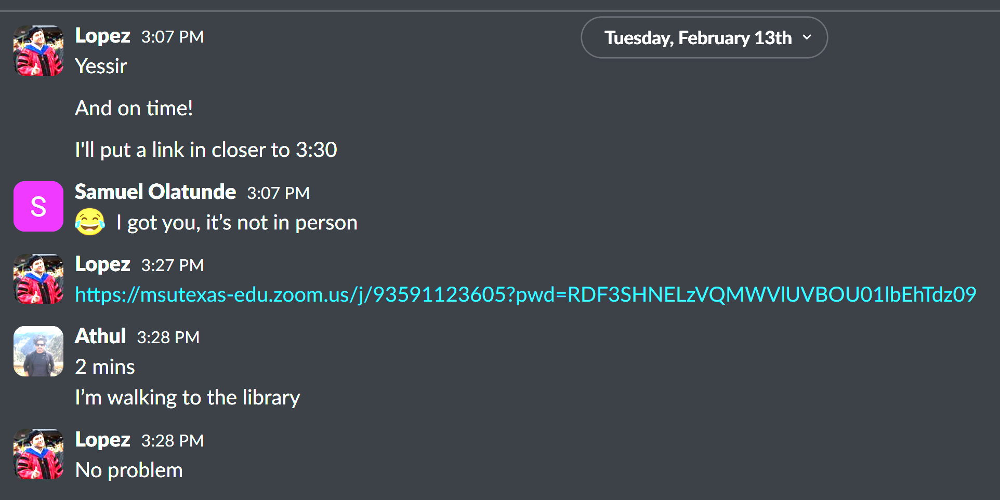 Lopez 3:07 PM
Tuesday, February 13th
Yessir
And on time!
I'll put a link in closer to 3:30
S
Samuel Olatunde 3:07 PM
😂 I got you, it’s not in person
Lopez 3:27 PM
https://msutexas-edu.zoom.us/j/93591123605?pwd=RDF3SHNELzVQMWVlUVBOU01lbEhTdz09
Athul 3:28 PM
2 mins
I’m walking to the library
Lopez 3:28 PM
No problem